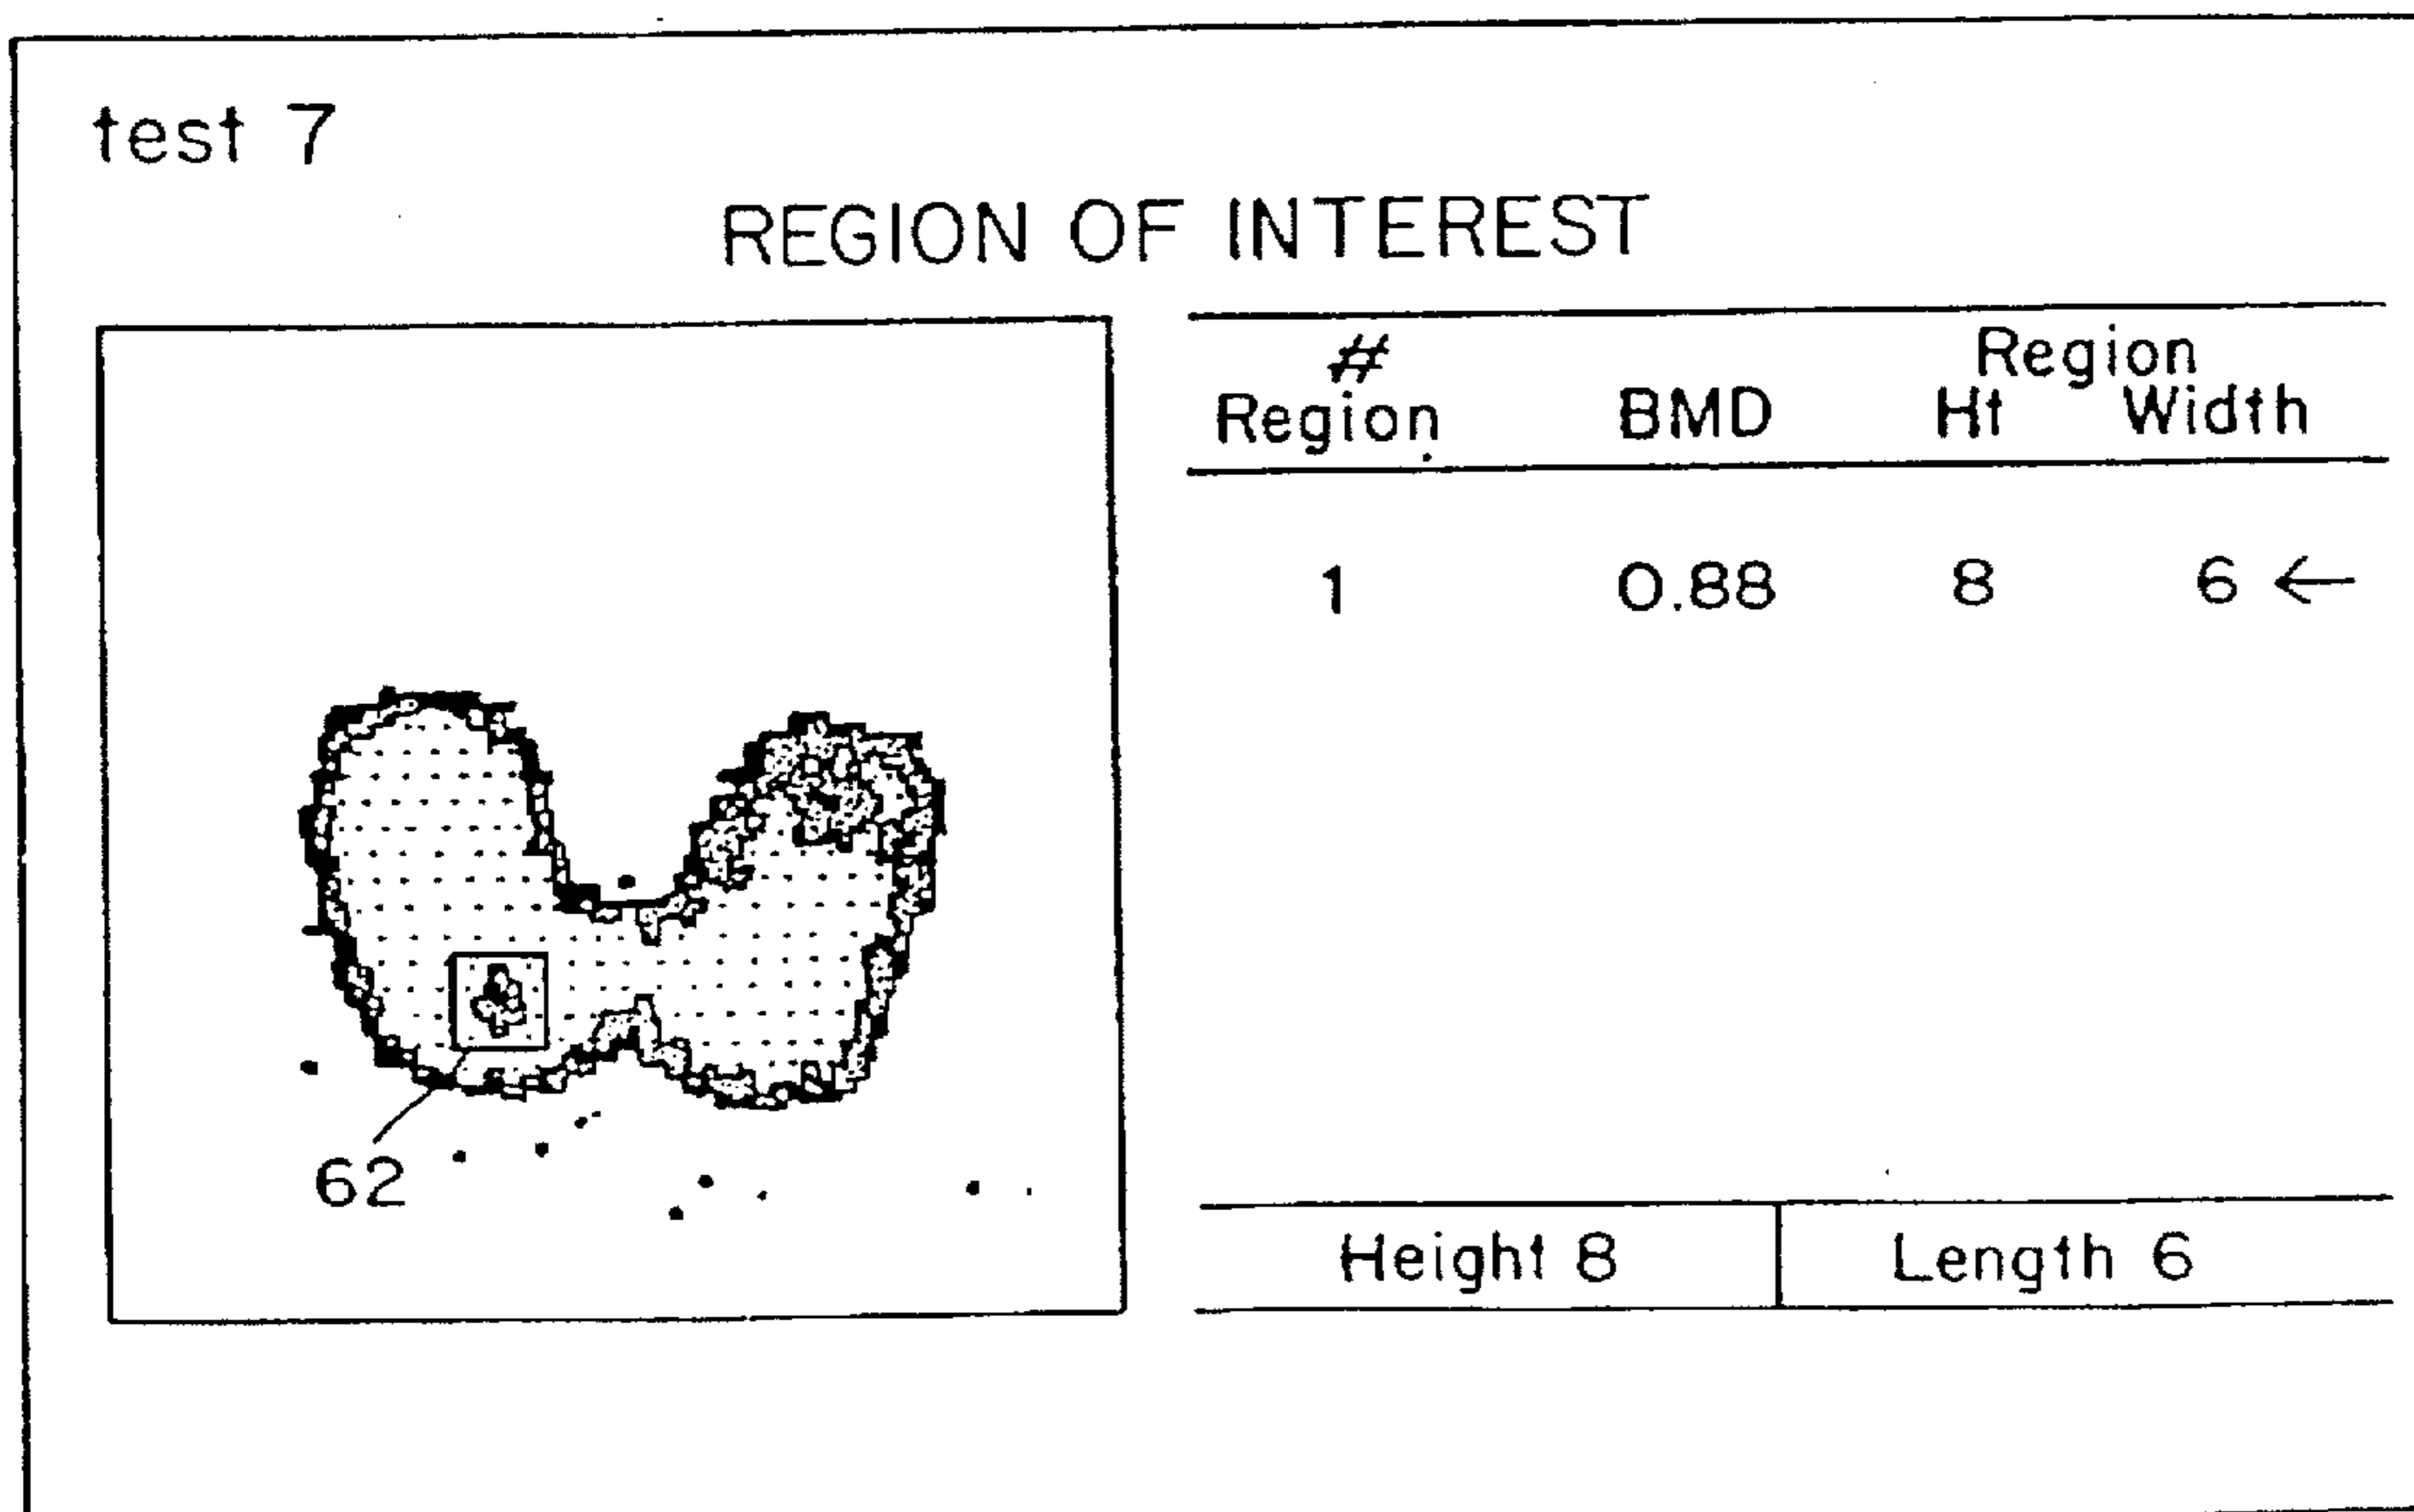 test 7
REGION OF INTEREST
# Region BMD Region Ht Width
1 0.88 8 6 ←
62
Height 8 Length 6